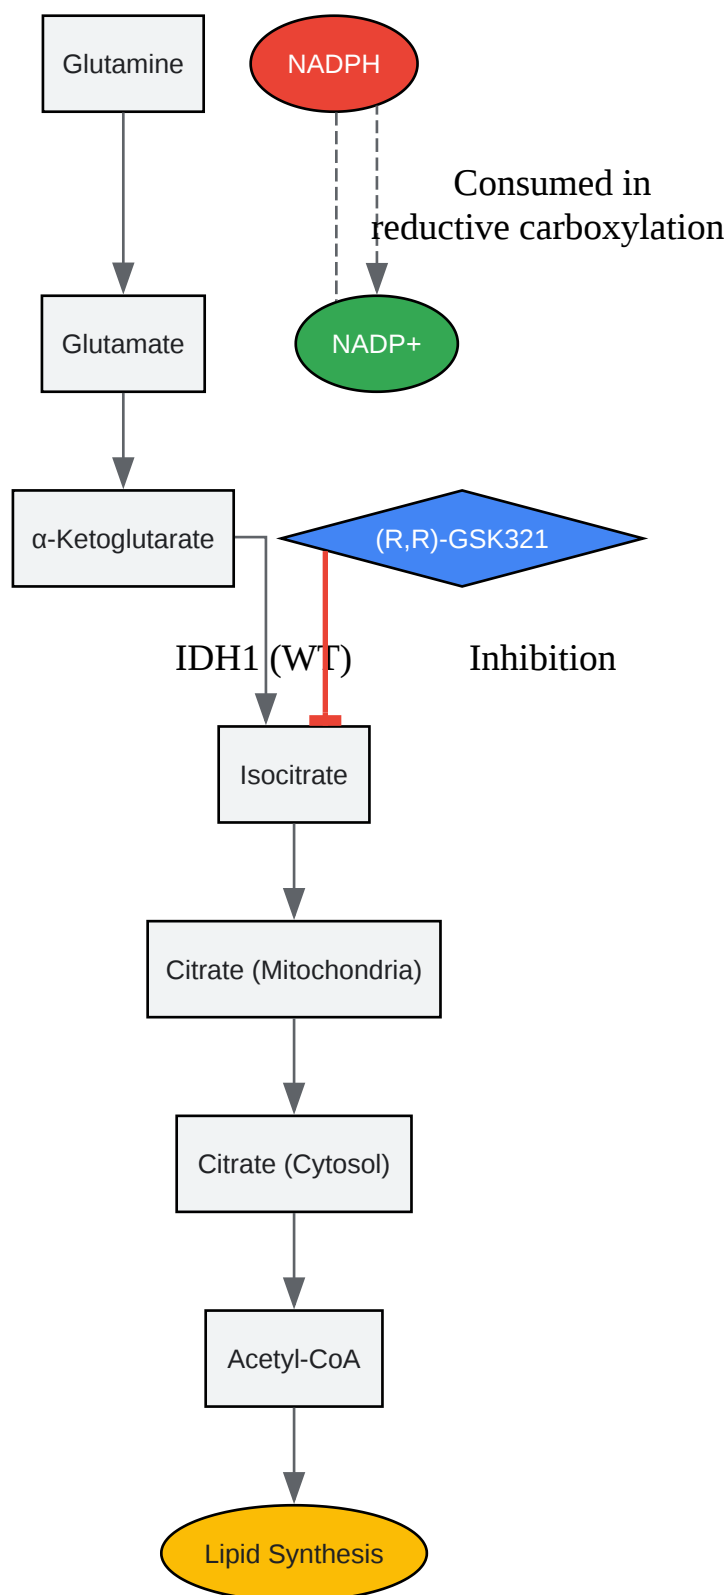 Glutamine
NADPH
Consumed in
reductive carboxylation
Glutamate
NADP+
α-Ketoglutarate
(R,R)-GSK321
IDH1 (WT)
Inhibition
Isocitrate
Citrate (Mitochondria)
Citrate (Cytosol)
Acetyl-CoA
Lipid Synthesis